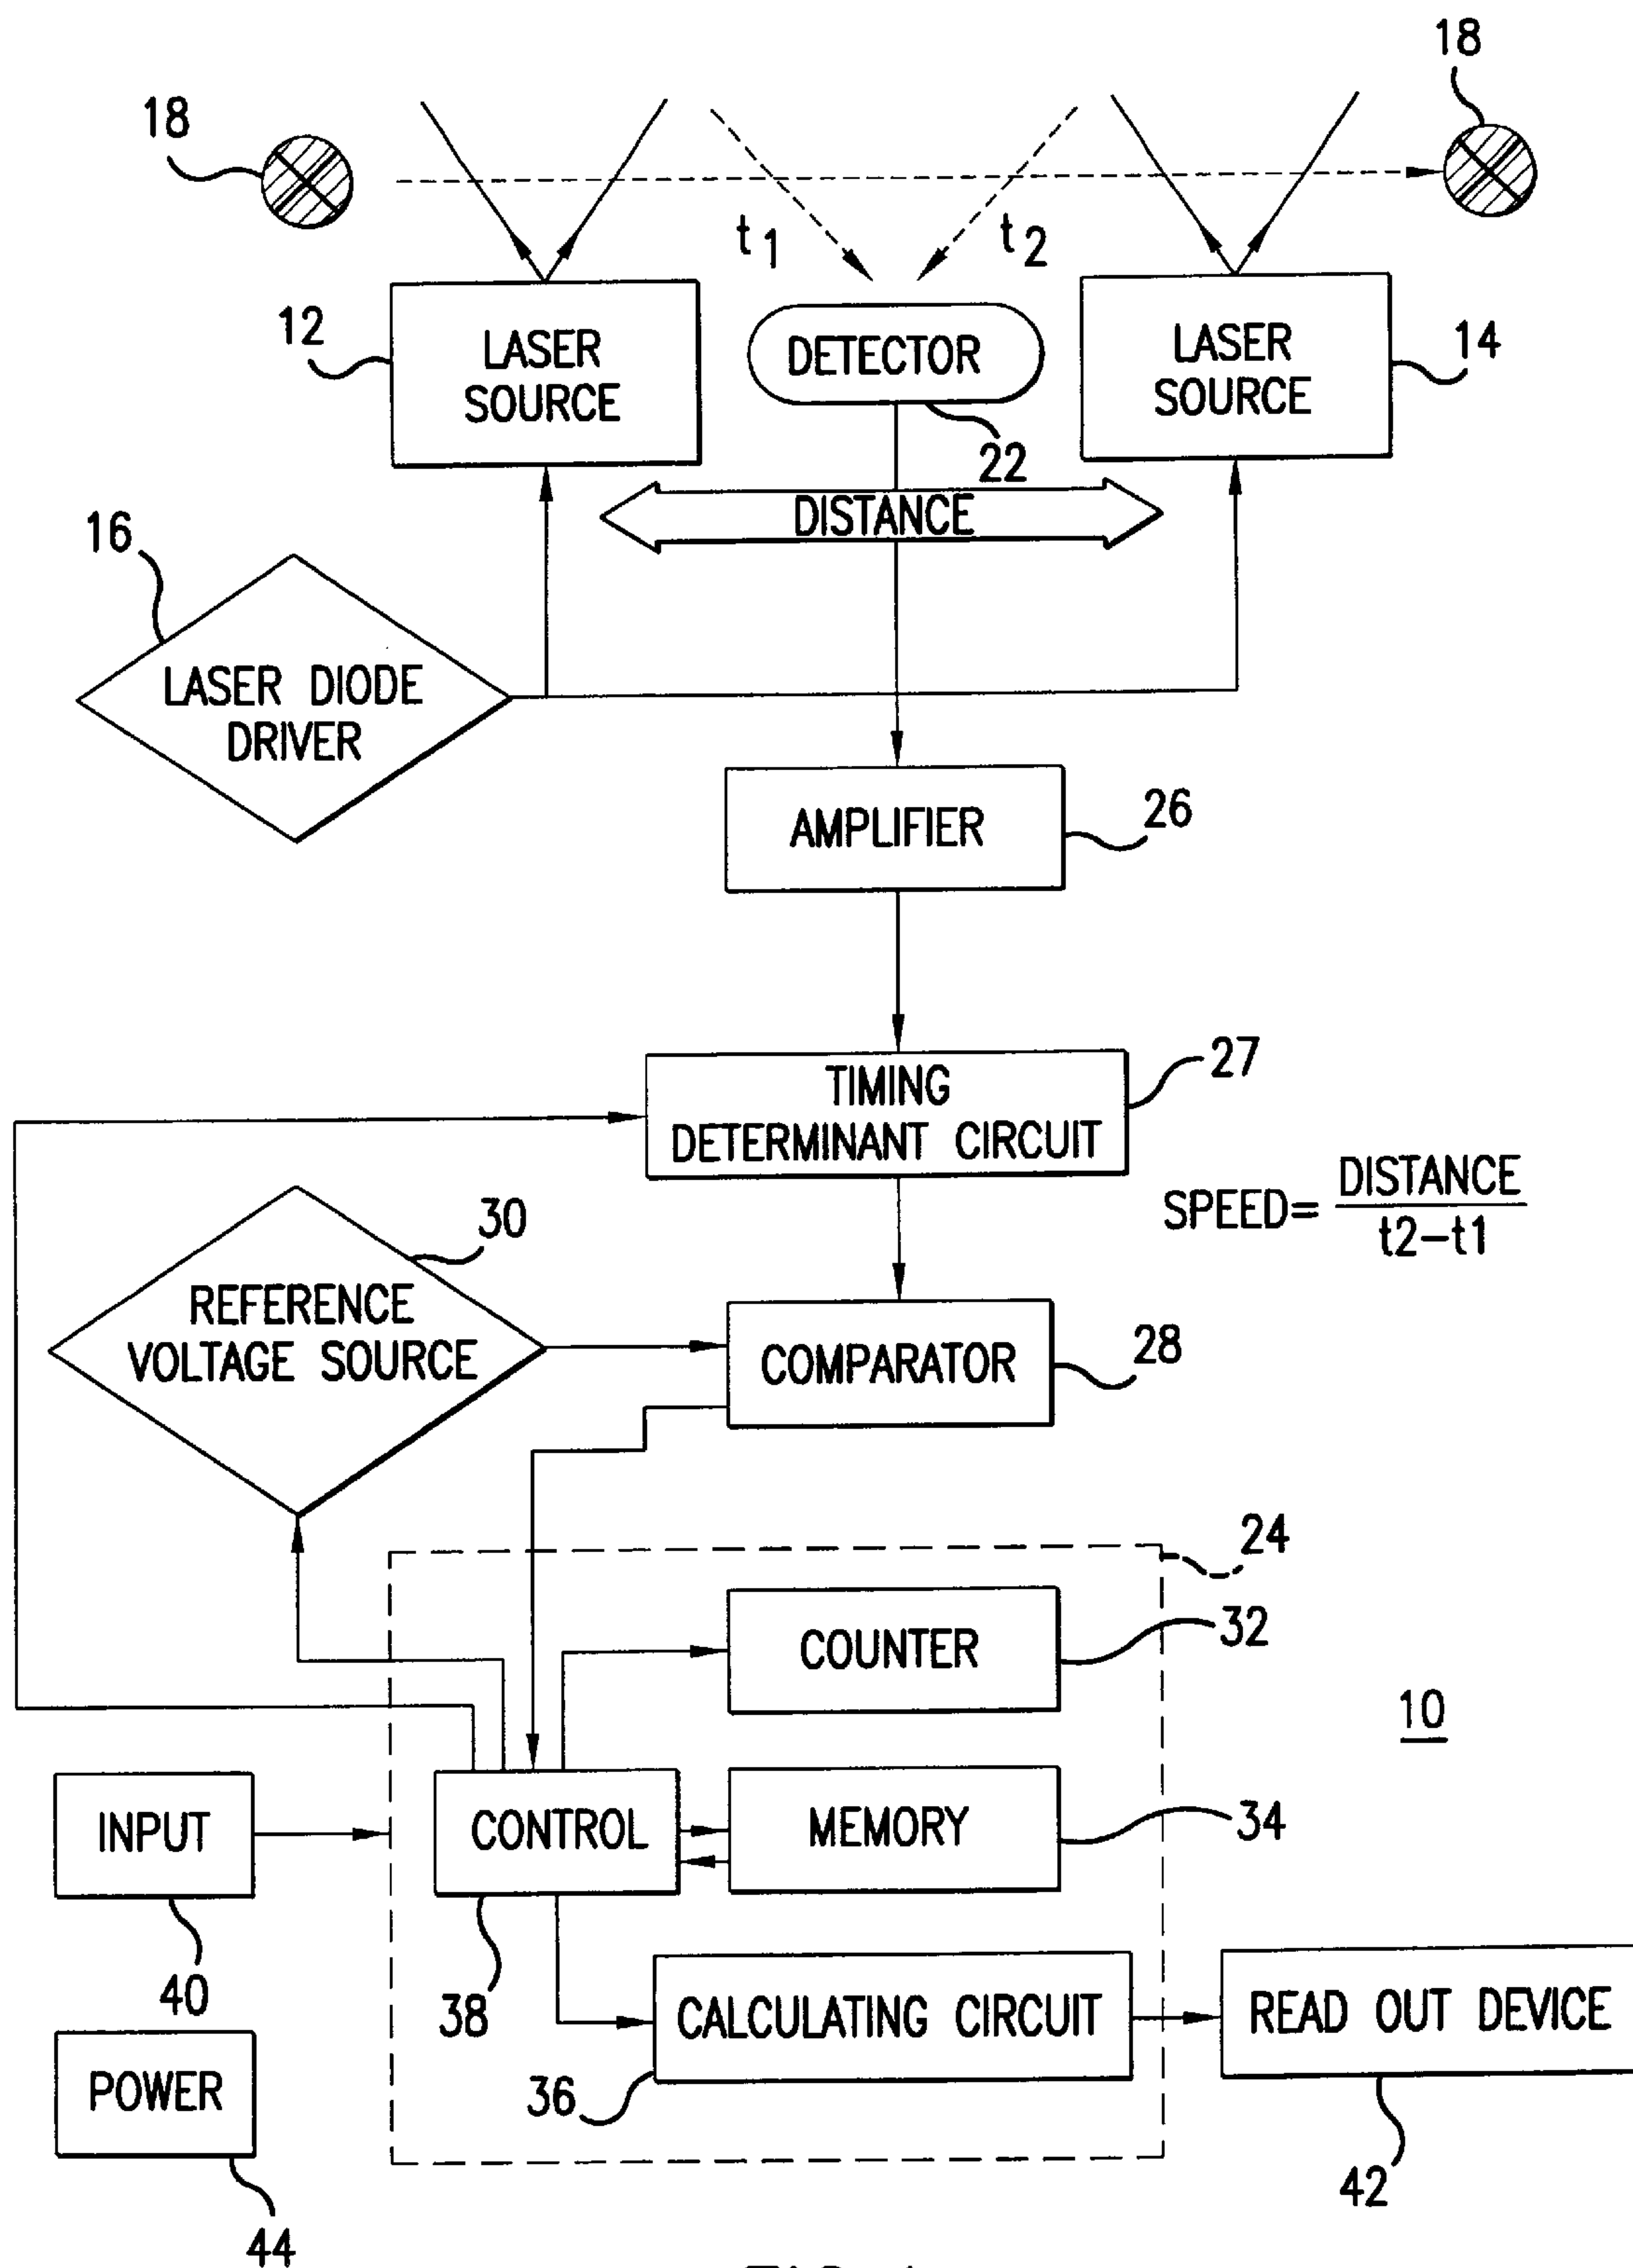 18
18
t1
t2
12
LASER
SOURCE
DETECTOR
LASER
SOURCE
14
22
DISTANCE
16
LASER DIODE
DRIVER
AMPLIFIER
26
TIMING
DETERMINANT CIRCUIT
27
SPEED= DISTANCE
t2-t1
30
REFERENCE
VOLTAGE SOURCE
COMPARATOR
28
24
COUNTER
32
10
INPUT
CONTROL
MEMORY
34
40
38
CALCULATING CIRCUIT
READ OUT DEVICE
POWER
36
42
44